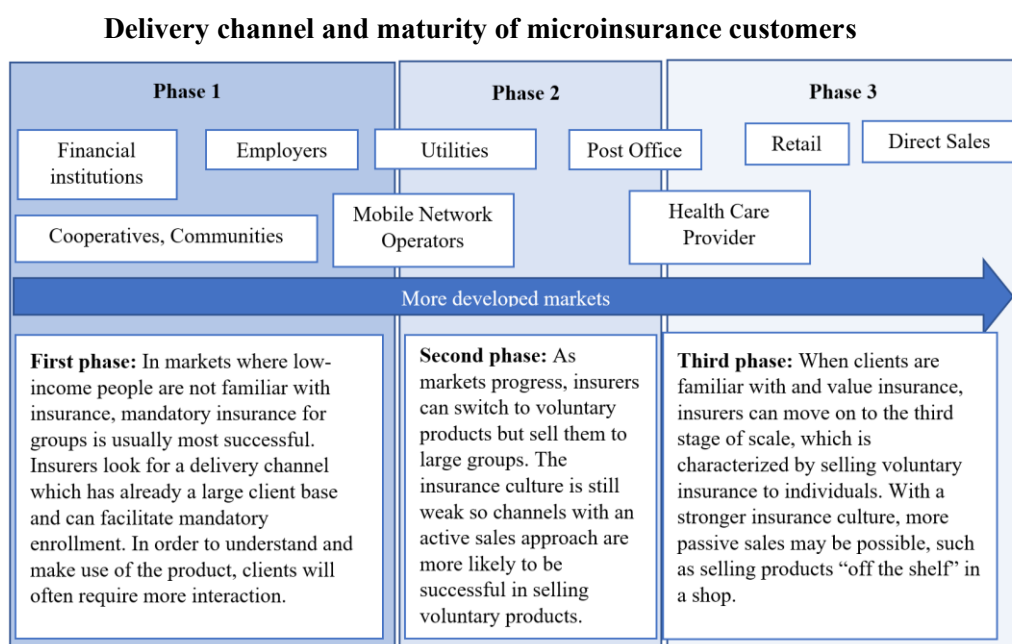 Delivery channel and maturity of microinsurance customers
Phase 1
Phase 2
Phase 3
Financial
institutions
Employers
Utilities
Post Office
Retail
Direct Sales
Cooperatives, Communities
Mobile Network
Operators
Health Care
Provider
More developed markets
First phase: In markets where low-
income people are not familiar with
insurance, mandatory insurance for
groups is usually most successful.
Insurers look for a delivery channel
which has already a large client base
and can facilitate mandatory
enrollment. In order to understand and
make use of the product, clients will
often require more interaction.
Second phase: As
markets progress, insurers
can switch to voluntary
products but sell them to
large groups. The
insurance culture is still
weak so channels with an
active sales approach are
more likely to be
successful in selling
voluntary products.
Third phase: When clients are
familiar with and value insurance,
insurers can move on to the third
stage of scale, which is
characterized by selling voluntary
insurance to individuals. With a
stronger insurance culture, more
passive sales may be possible, such
as selling products “off the shelf” in
a shop.